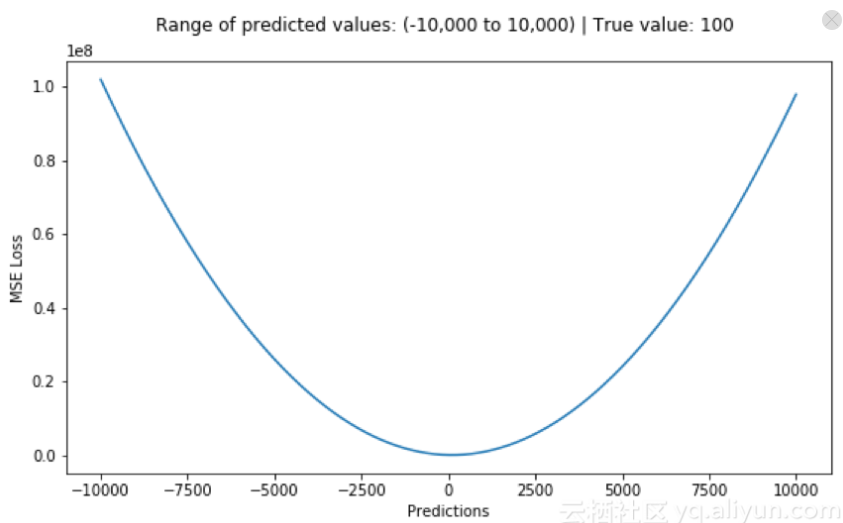 Range of predicted values: (-10,000 to 10,000) | True value: 100
1e8
1.0
0.8
0.6
0.4
0.2
0.0
MSE Loss
−10000 −7500 −5000 −2500 0 2500 5000 7500 10000
Predictions
云栖社区 yq.aliyun.com